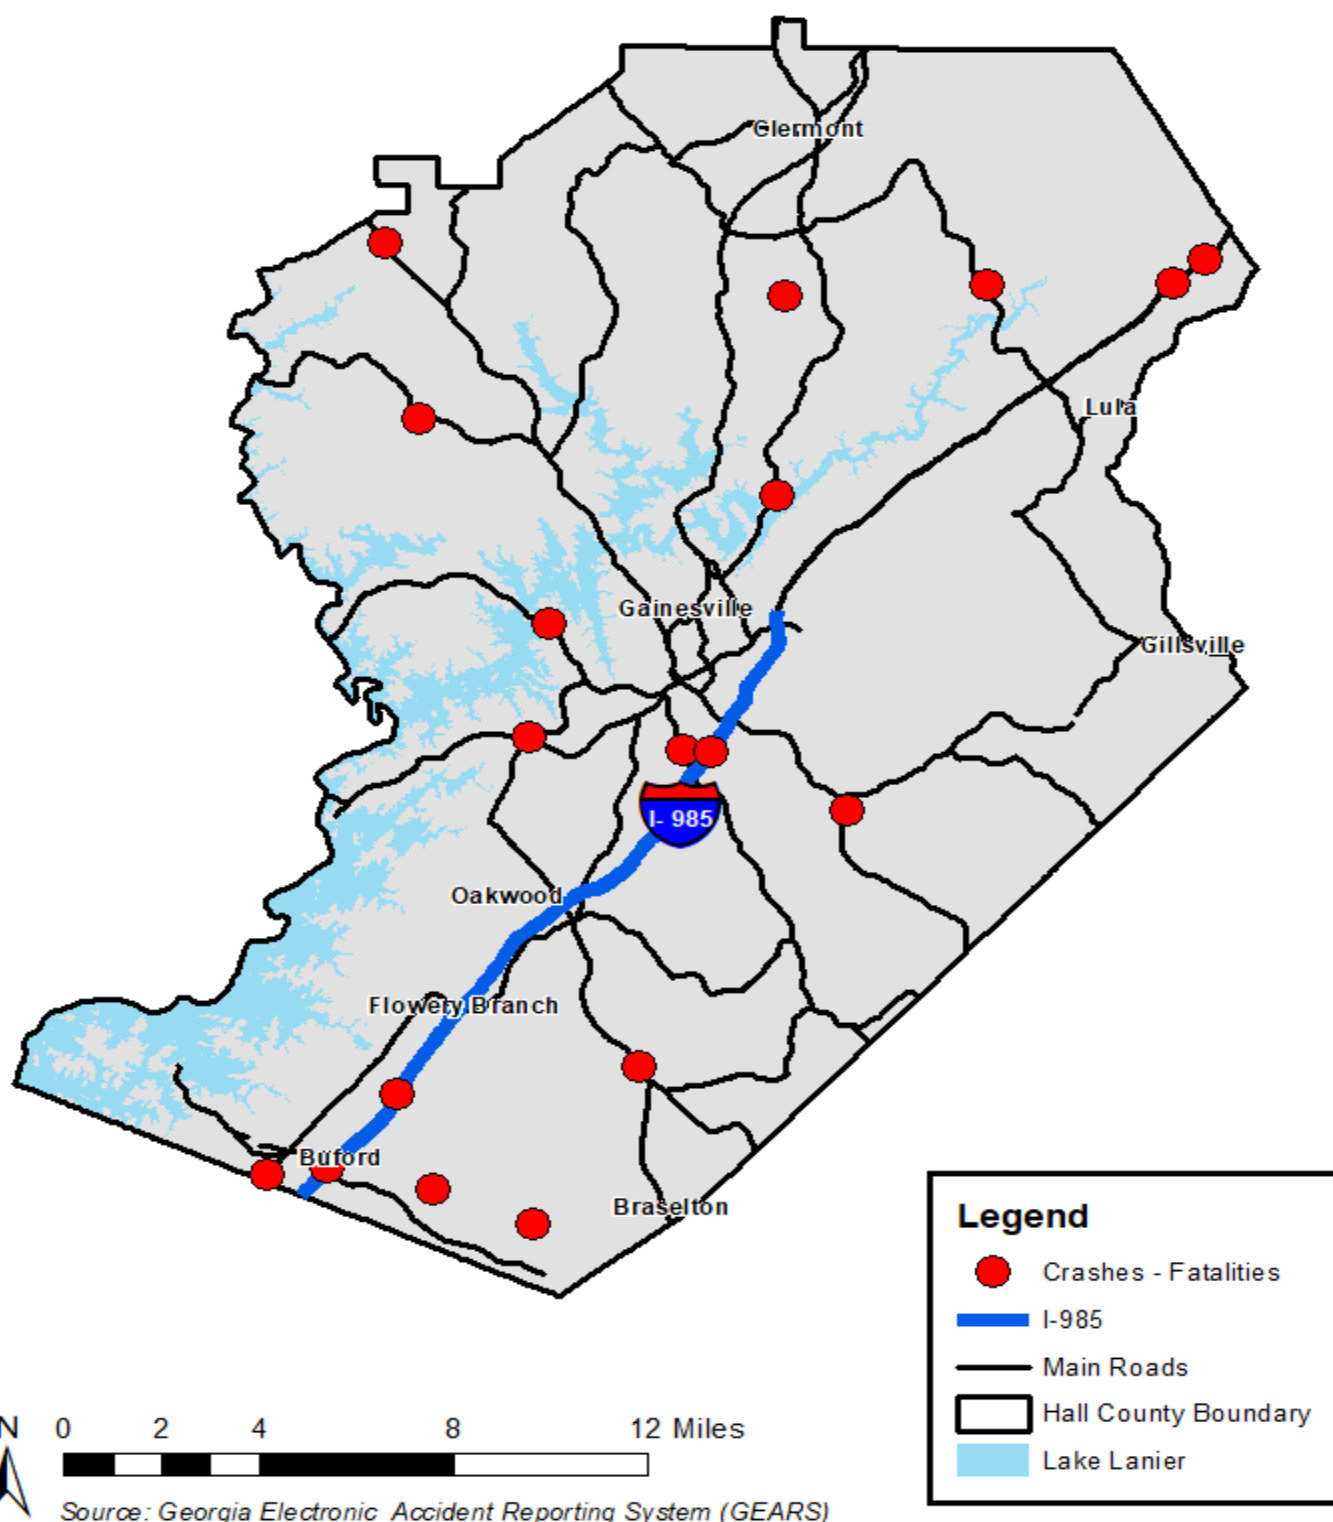 Clermont
Lula
Gainesville
Gillsville
I- 985
Oakwood
Flowery Branch
Buford
Braselton
Legend
Crashes - Fatalities
I-985
Main Roads
Hall County Boundary
Lake Lanier
N 0 2 4 8 12 Miles
Source: Georgia Electronic Accident Reporting System (GEARS)